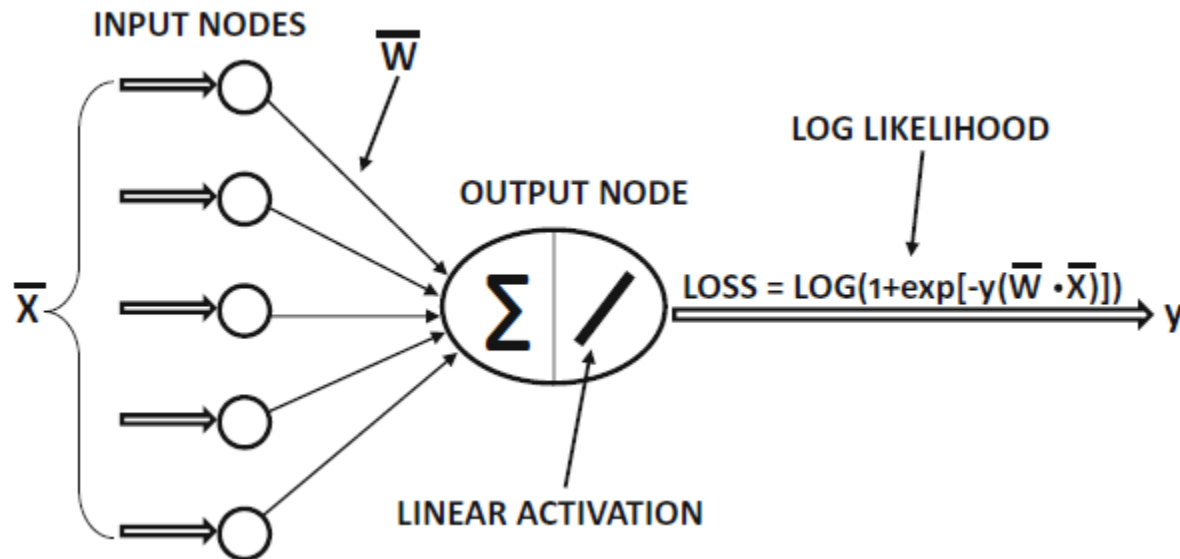 INPUT NODES
W̅
LOG LIKELIHOOD
OUTPUT NODE
X̅
Σ
LOSS = LOG(1+exp[-y(W̅ ·X̅)])
y
LINEAR ACTIVATION